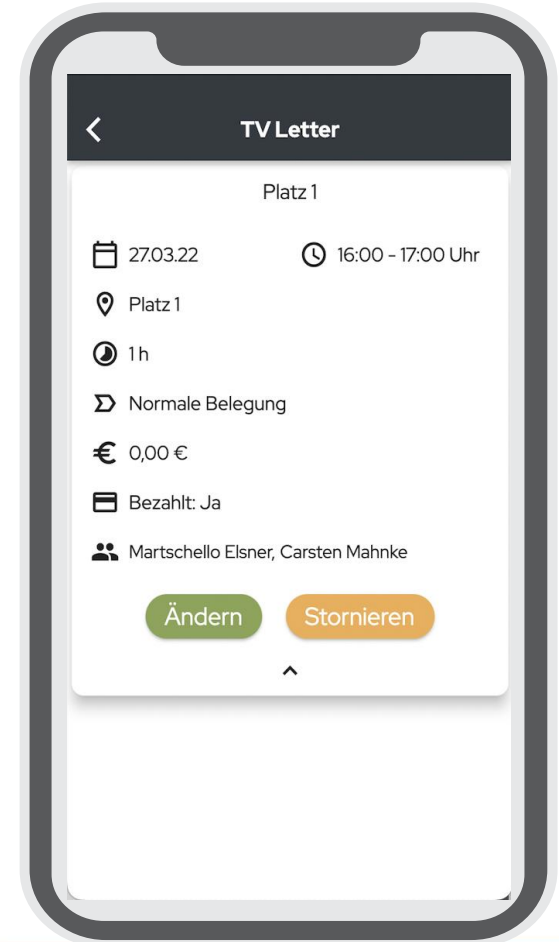 TV Letter
Platz 1
27.03.22 16:00 - 17:00 Uhr
Platz 1
1 h
Normale Belegung
0,00 €
Bezahlt: Ja
Martschello Elsner, Carsten Mahnke
Ändern Stornieren